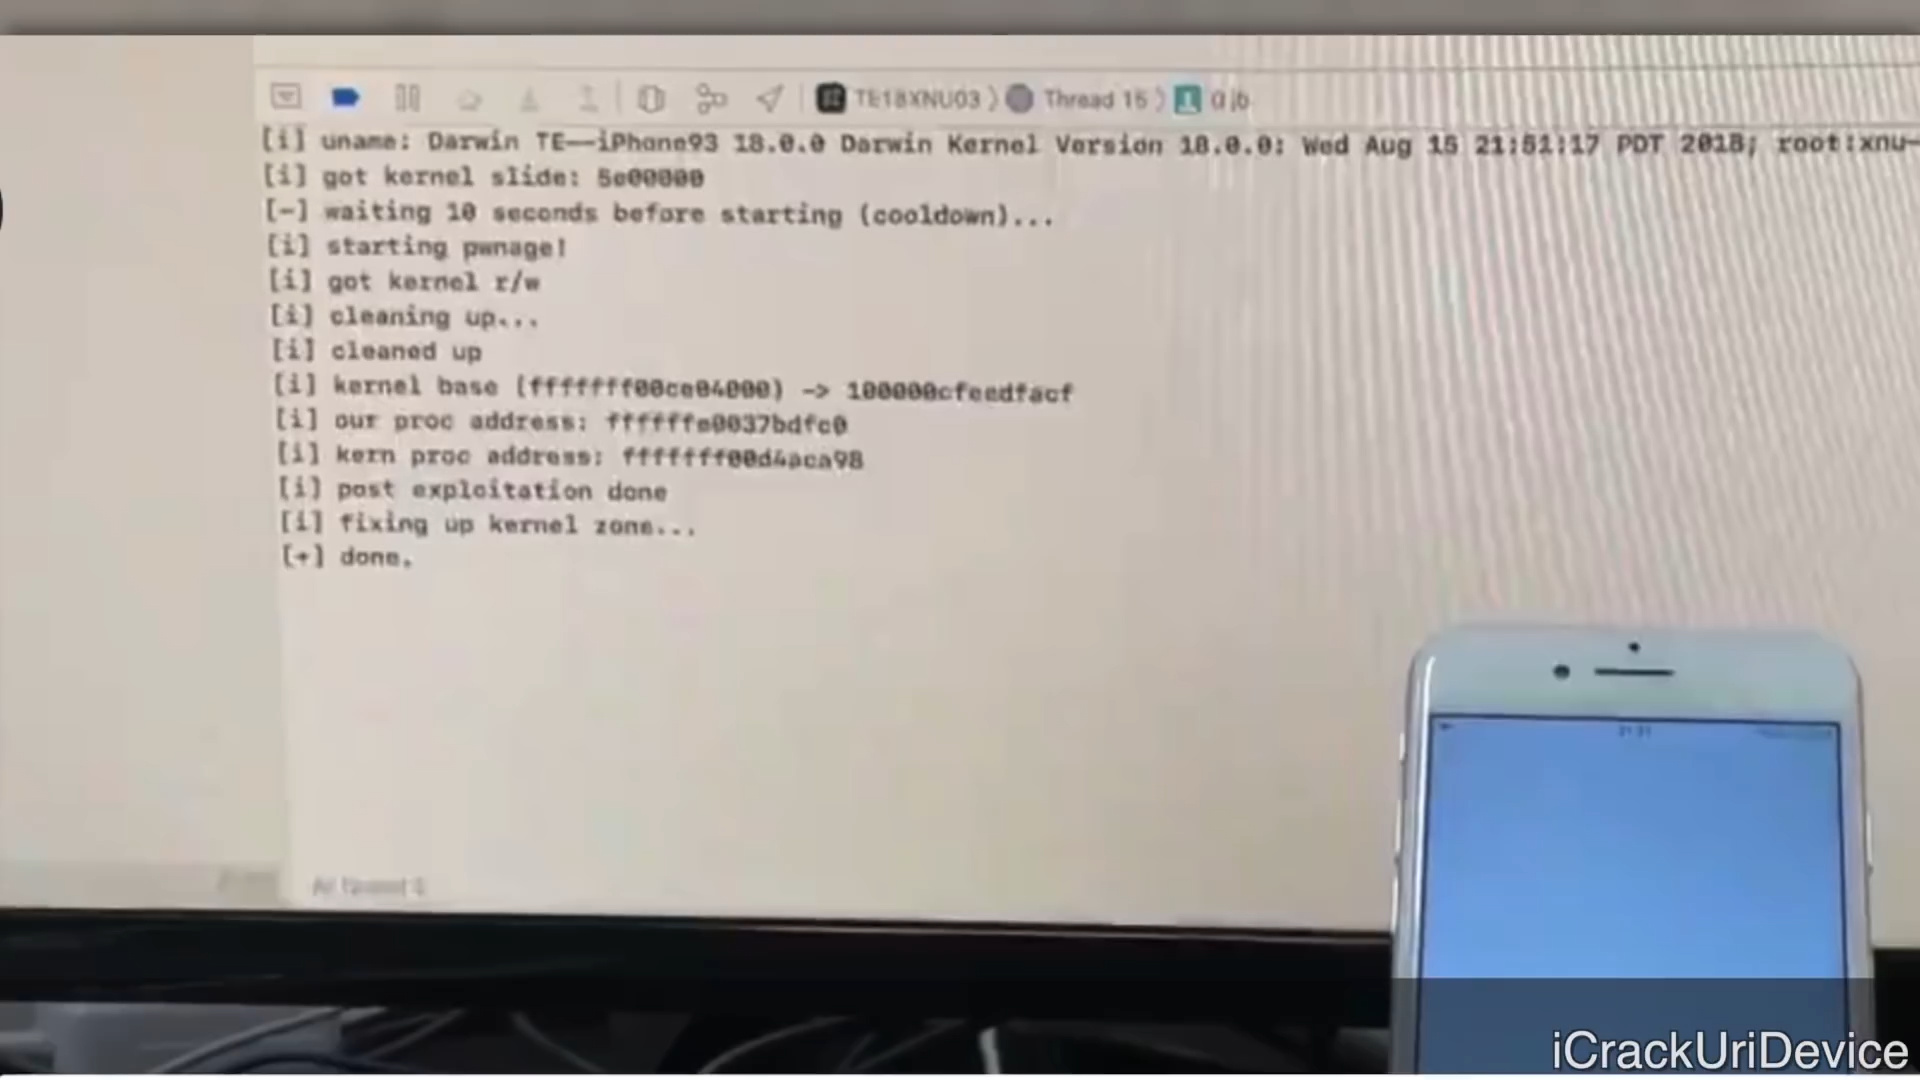 TE18XNU03 〉 Thread 15 〉 0 jb
[i] uname: Darwin TE--iPhone93 18.0.0 Darwin Kernel Version 18.0.0: Wed Aug 15 21:51:17 PDT 2018; root:xnu-
[i] got kernel slide: 5e00000
[-] waiting 10 seconds before starting (cooldown)...
[i] starting pwnage!
[i] got kernel r/w
[i] cleaning up...
[i] cleaned up
[i] kernel base (fffffff00ce04000) -> 100000cfeedfacf
[i] our proc address: ffffffe0037bdfc0
[i] kern proc address: fffffff00d4aca98
[i] post exploitation done
[i] fixing up kernel zone...
[+] done.
iCrackUriDevice